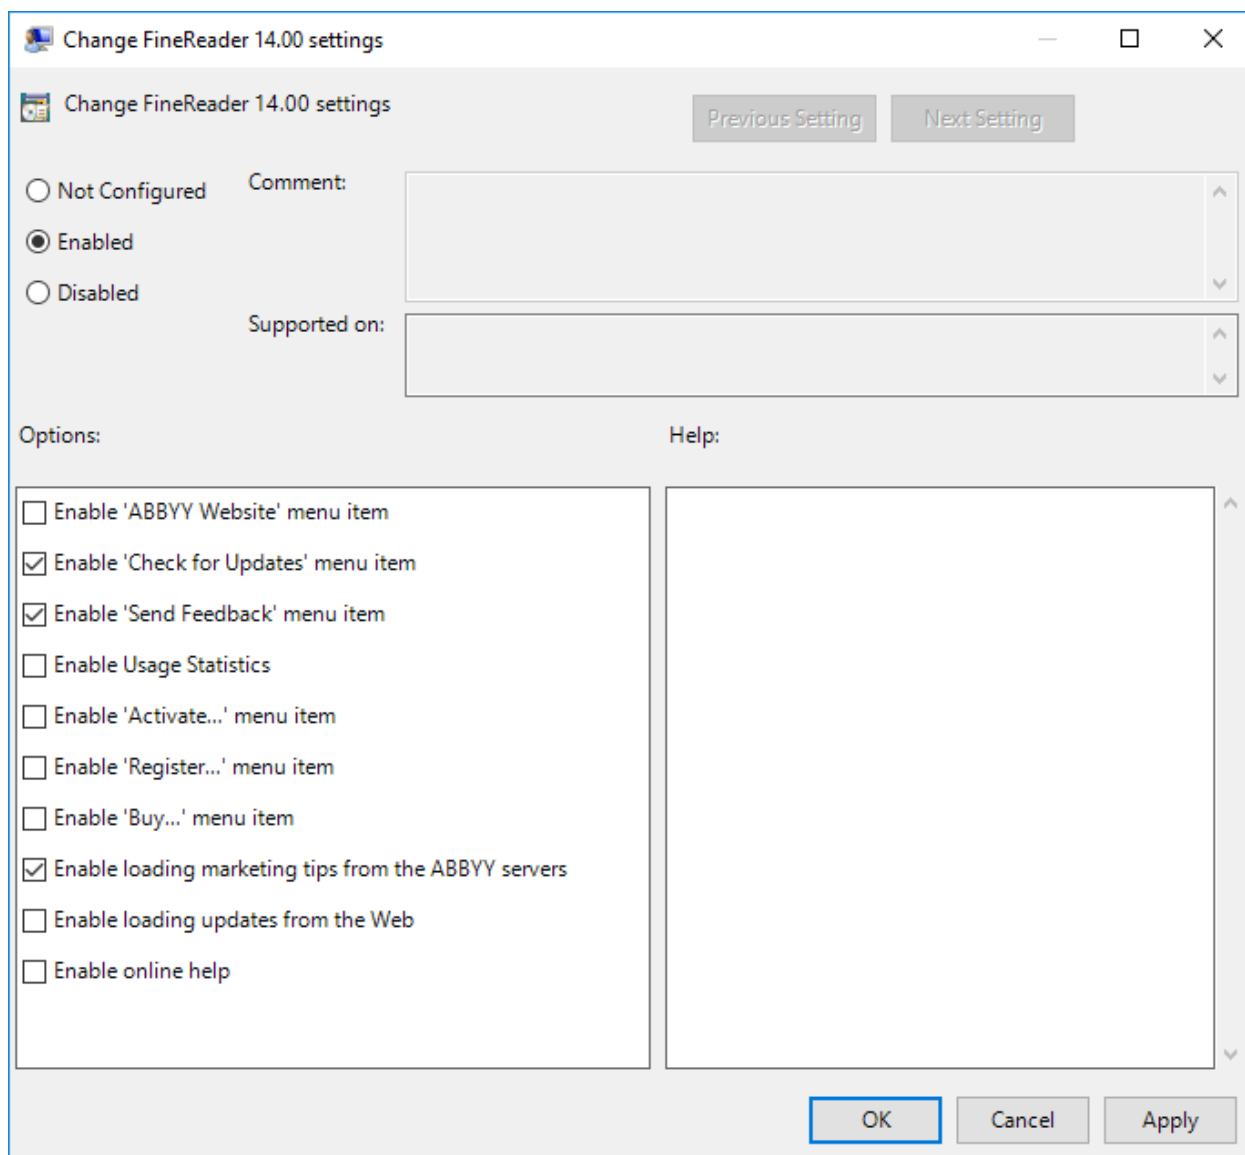 Change FineReader 14.00 settings
Change FineReader 14.00 settings
Previous Setting
Next Setting
Not Configured
Comment:
Enabled
Disabled
Supported on:
Options:
Help:
Enable 'ABBYY Website' menu item
Enable 'Check for Updates' menu item
Enable 'Send Feedback' menu item
Enable Usage Statistics
Enable 'Activate...' menu item
Enable 'Register...' menu item
Enable 'Buy...' menu item
Enable loading marketing tips from the ABBYY servers
Enable loading updates from the Web
Enable online help
OK
Cancel
Apply